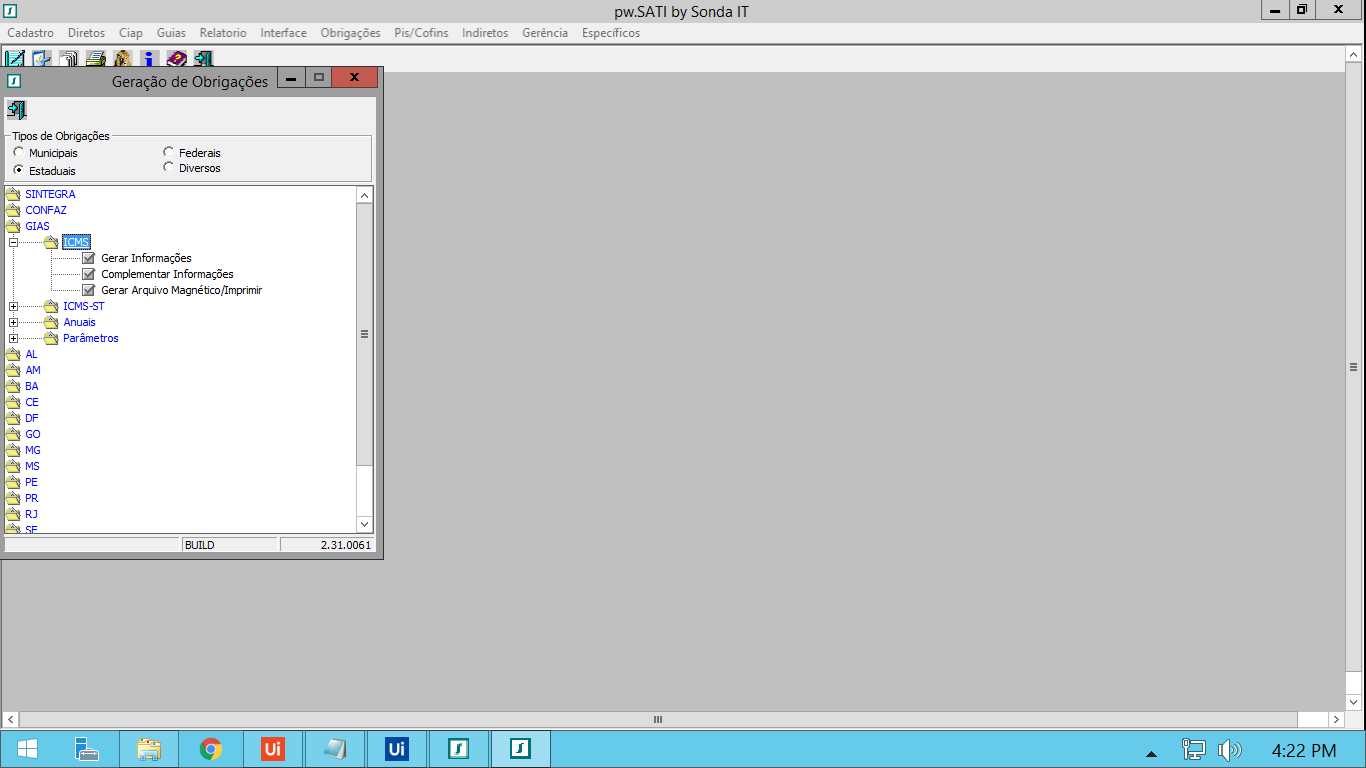 pw.SATI by Sonda IT
Cadastro Diretos Ciap Guias Relatorio Interface Obrigações Pis/Cofins Indiretos Gerência Específicos
Geração de Obrigações
Tipos de Obrigações
Municipais Federais
Estaduais Diversos
SINTEGRA
CONFAZ
GIAS
ICMS
Gerar Informações
Complementar Informações
Gerar Arquivo Magnético/Imprimir
ICMS-ST
Anuais
Parâmetros
AL
AM
BA
CE
DF
GO
MG
MS
PE
PR
RJ
SE
BUILD 2.31.0061
Ui Ui 4:22 PM